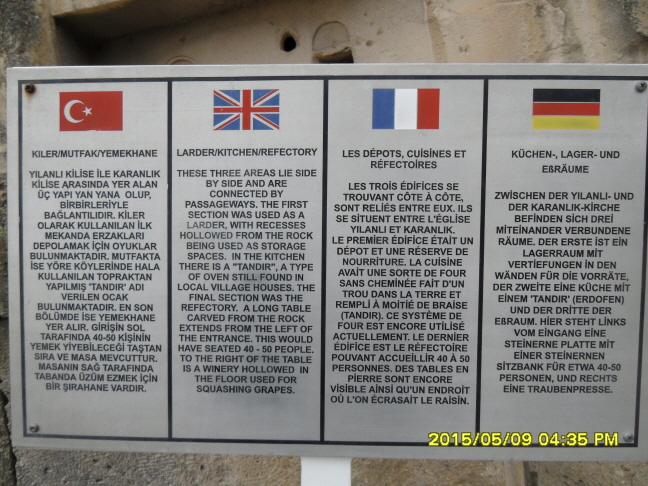 KILER/MUTFAK/YEMEKHANE
YILANLI KİLİSE İLE KARANLIK
KİLİSE ARASINDA YER ALAN
ÜÇ YAPI YAN YANA OLUP,
BİRBİRLERİYLE
BAĞLANTILIDIR. KİLER
OLARAK KULLANILAN İLK
MEKANDA ERZAKLARI
DEPOLAMAK İÇİN OYUKLAR
BULUNMAKTADIR. MUTFAKTA
İSE YÖRE KÖYLERİNDE HALA
KULLANILAN TOPRAKTAN
YAPILMIŞ 'TANDIR' ADI
VERİLEN OCAK
BULUNMAKTADIR. EN SON
BÖLÜMDE İSE YEMEKHANE
YER ALIR. GİRİŞİN SOL
TARAFINDA 40-50 KİŞİNİN
YEMEK YİYEBİLECEĞİ TAŞTAN
SIRA VE MASA MEVCUTTUR.
MASANIN SAĞ TARAFINDA
TABANDA ÜZÜM EZMEK İÇİN
BİR ŞIRAHANE VARDIR.
LARDER/KITCHEN/REFECTORY
THESE THREE AREAS LIE SIDE
BY SIDE AND ARE
CONNECTED BY
PASSAGEWAYS. THE FIRST
SECTION WAS USED AS A
LARDER, WITH RECESSES
HOLLOWED FROM THE ROCK
BEING USED AS STORAGE
SPACES. IN THE KITCHEN
THERE IS A "TANDIR", A TYPE
OF OVEN STILL FOUND IN
LOCAL VILLAGE HOUSES. THE
FINAL SECTION WAS THE
REFECTORY. A LONG TABLE
CARVED FROM THE ROCK
EXTENDS FROM THE LEFT OF
THE ENTRANCE. THIS WOULD
HAVE SEATED 40 - 50 PEOPLE.
TO THE RIGHT OF THE TABLE
IS A WINERY HOLLOWED IN
THE FLOOR USED FOR
SQUASHING GRAPES.
LES DÉPOTS, CUISINES ET
RÉFECTOIRES
LES TROIS ÉDIFICES SE
TROUVANT CÔTE À CÔTE,
SONT RELIÉS ENTRE EUX. ILS
SE SITUENT ENTRE L'ÉGLISE
YILANLI ET KARANLIK.
LE PREMIER ÉDIFICE ÉTAIT UN
DÉPOT ET UNE RÉSERVE DE
NOURRITURE. LA CUISINE
AVAIT UNE SORTE DE FOUR
SANS CHEMINÉE FAIT D'UN
TROU DANS LA TERRE ET
REMPLİ À MOİTİÉ DE BRAISE
(TANDIR). CE SYSTÈME DE
FOUR EST ENCORE UTILISÉ
ACTUELLEMENT. LE DERNIER
ÉDIFICE EST LE RÉFECTOIRE
POUVANT ACCUEILLİR 40 À 50
PERSONNES. DES TABLES EN
PIERRE SONT ENCORE
VISIBLE AINSI QU'UN ENDROIT
OÙ L'ON ÉCRASAIT LE RAISIN.
KÜCHEN-, LAGER- UND
EßRÄUME
ZWISCHEN DER YILANLI- UND
DER KARANLIK-KIRCHE
BEFINDEN SICH DREI
MITEINANDER VERBUNDENE
RÄUME. DER ERSTE IST EIN
LAGERRAUM MIT
VERTİEFUNGEN İN DEN
WÄNDEN FÜR DIE VORRÄTE,
DER ZWEITE EINE KÜCHE MIT
EINEM 'TANDIR' (ERDOFEN)
UND DER DRITTE DER
EßRAUM. HIER STEHT LINKS
VOM EINGANG EINE
STEINERNE PLATTE MIT
EINER STEINERNEN
SITZBANK FÜR ETWA 40-50
PERSONEN, UND RECHTS
EINE TRAUBENPRESSE.
2015/05/09 04:35 PM